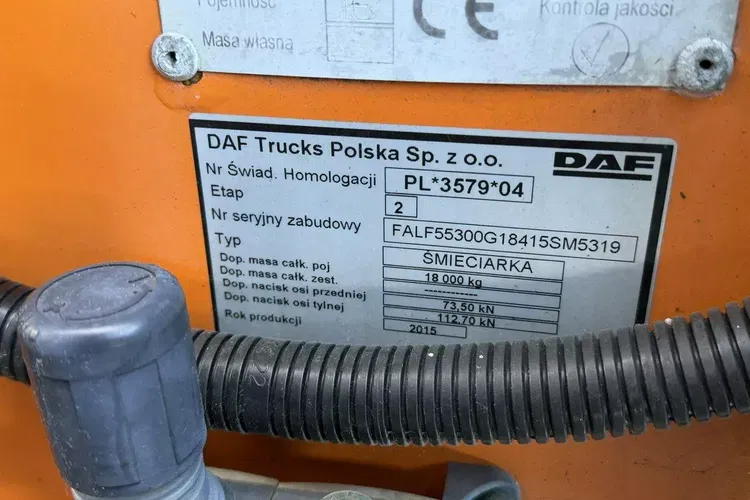 Pojemność
Masa własna
CE
Kontrola jakości
DAF Trucks Polska Sp. z o.o.
DAF
Nr Świad. Homologacji PL*3579*04
Etap 2
Nr seryjny zabudowy FALF55300G18415SM5319
Typ ŚMIECIARKA
Dop. masa całk. poj 18 000 kg
Dop. masa całk. zest. ------------
Dop. nacisk osi przedniej 73,50 kN
Dop. nacisk osi tylnej 112,70 kN
Rok produkcji 2015